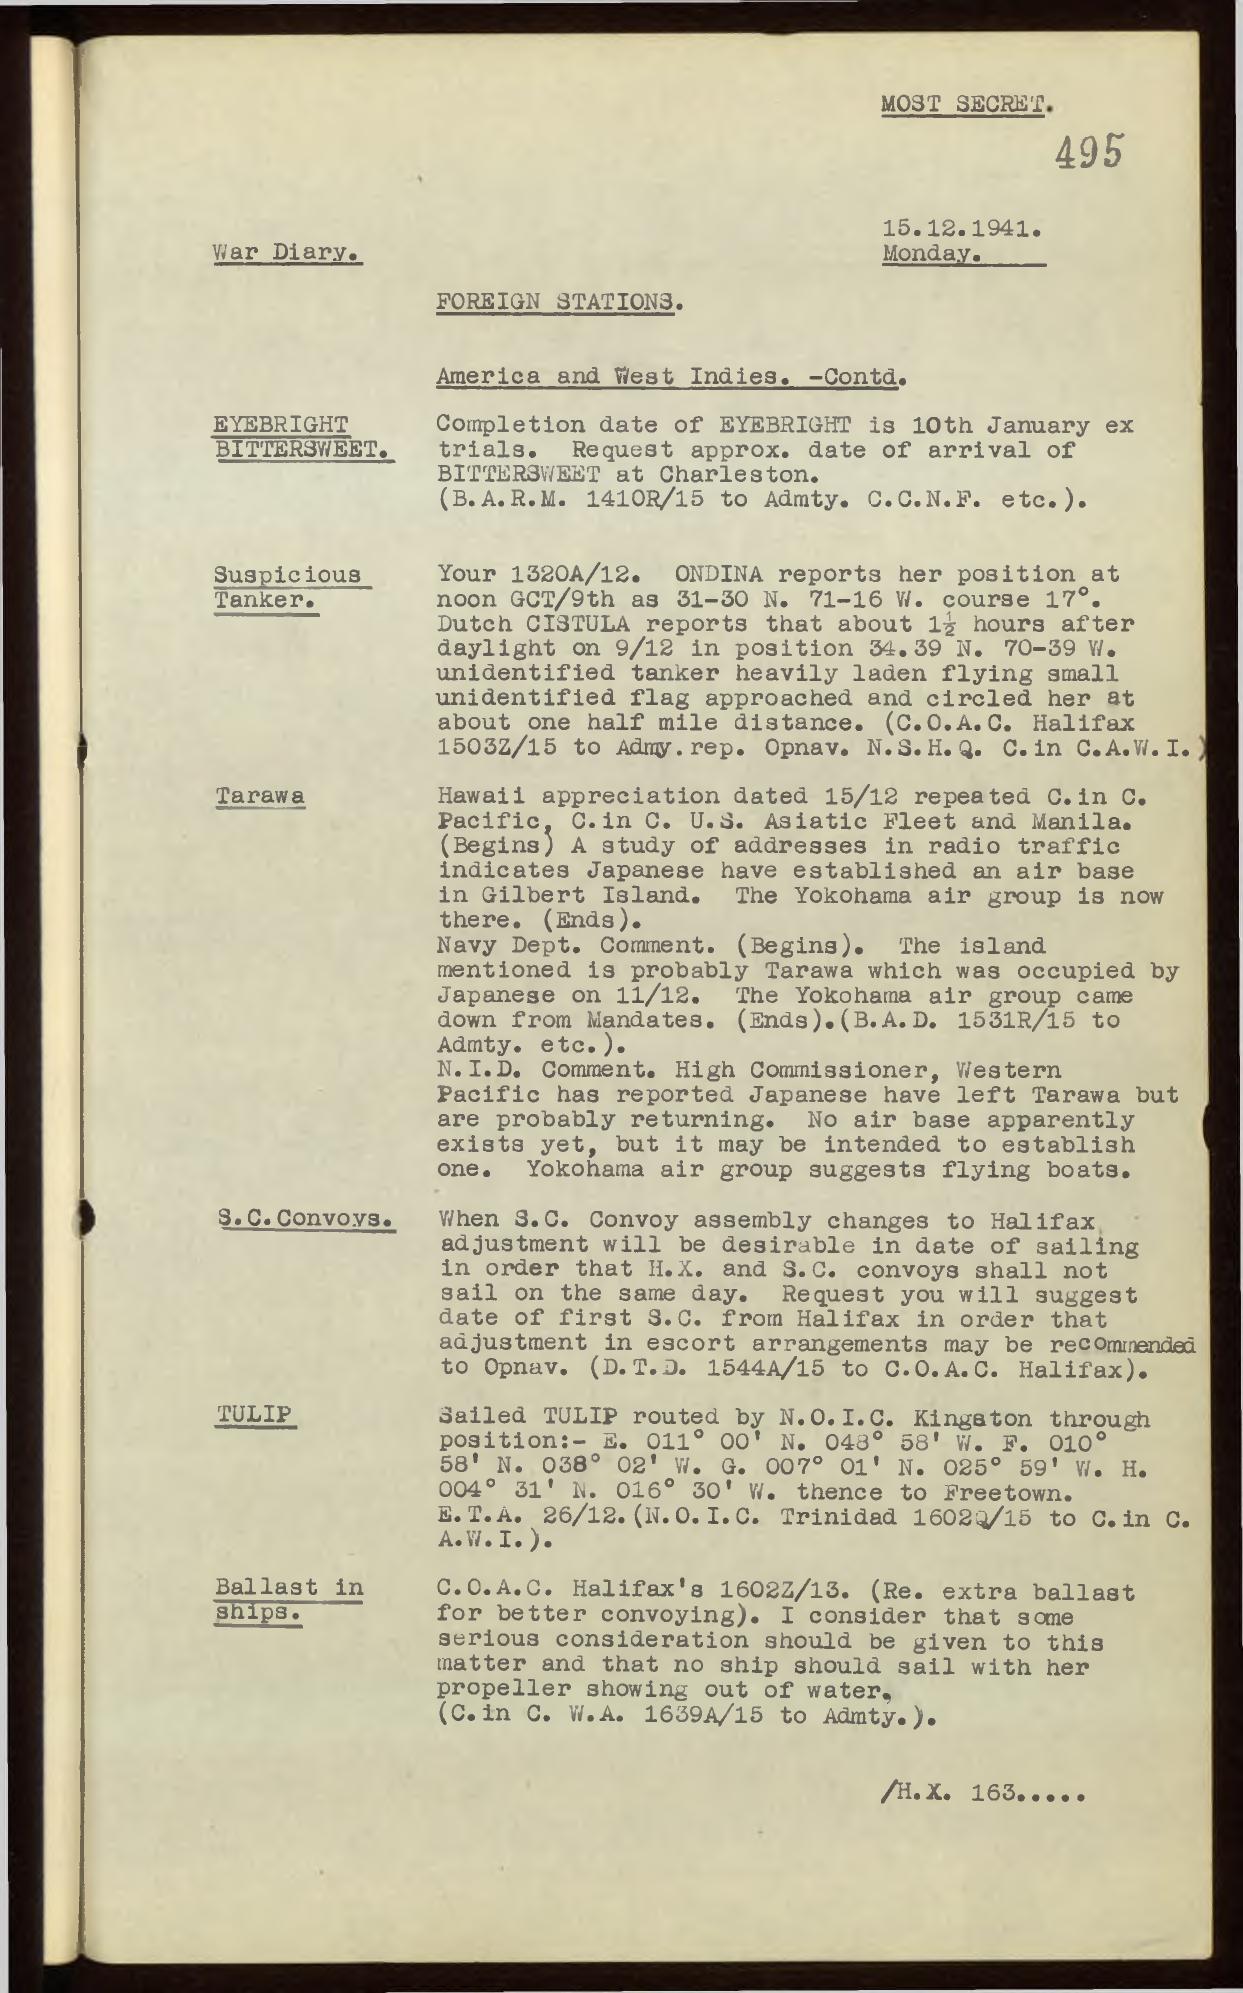 MOST SECRET.
495
15.12.1941.
War Diary.
Monday.
FOREIGN STATIONS.
America and West Indies. -Contd.
EYEBRIGHT
BITTERSWEET.
Completion date of EYEBRIGHT is 10th January ex
trials. Request approx. date of arrival of
BITTERSWEET at Charleston.
(B.A.R.M. 1410R/15 to Admty. C.C.N.F. etc.).
Suspicious
Tanker.
Your 1320A/12. ONDINA reports her position at
noon GCT/9th as 31-30 N. 71-16 W. course 17°.
Dutch CISTULA reports that about 1½ hours after
daylight on 9/12 in position 34.39 N. 70-39 W.
unidentified tanker heavily laden flying small
unidentified flag approached and circled her at
about one half mile distance. (C.O.A.C. Halifax
1503Z/15 to Admy.rep. Opnav. N.S.H.Q. C.in C.A.W.I.)
Tarawa
Hawaii appreciation dated 15/12 repeated C.in C.
Pacific, C.in C. U.S. Asiatic Fleet and Manila.
(Begins) A study of addresses in radio traffic
indicates Japanese have established an air base
in Gilbert Island. The Yokohama air group is now
there. (Ends).
Navy Dept. Comment. (Begins). The island
mentioned is probably Tarawa which was occupied by
Japanese on 11/12. The Yokohama air group came
down from Mandates. (Ends).(B.A.D. 1531R/15 to
Admty. etc.).
N.I.D. Comment. High Commissioner, Western
Pacific has reported Japanese have left Tarawa but
are probably returning. No air base apparently
exists yet, but it may be intended to establish
one. Yokohama air group suggests flying boats.
S.C.Convoys.
When S.C. Convoy assembly changes to Halifax
adjustment will be desirable in date of sailing
in order that H.X. and S.C. convoys shall not
sail on the same day. Request you will suggest
date of first S.C. from Halifax in order that
adjustment in escort arrangements may be recommended
to Opnav. (D.T.D. 1544A/15 to C.O.A.C. Halifax).
TULIP
Sailed TULIP routed by N.O.I.C. Kingston through
position:- E. 011° 00' N. 048° 58' W. F. 010°
58' N. 038° 02' W. G. 007° 01' N. 025° 59' W. H.
004° 31' N. 016° 30' W. thence to Freetown.
E.T.A. 26/12.(N.O.I.C. Trinidad 1602Q/15 to C.in C.
A.W.I.).
Ballast in
ships.
C.O.A.C. Halifax's 1602Z/13. (Re. extra ballast
for better convoying). I consider that some
serious consideration should be given to this
matter and that no ship should sail with her
propeller showing out of water.
(C.in C. W.A. 1639A/15 to Admty.).
/H.X. 163.....